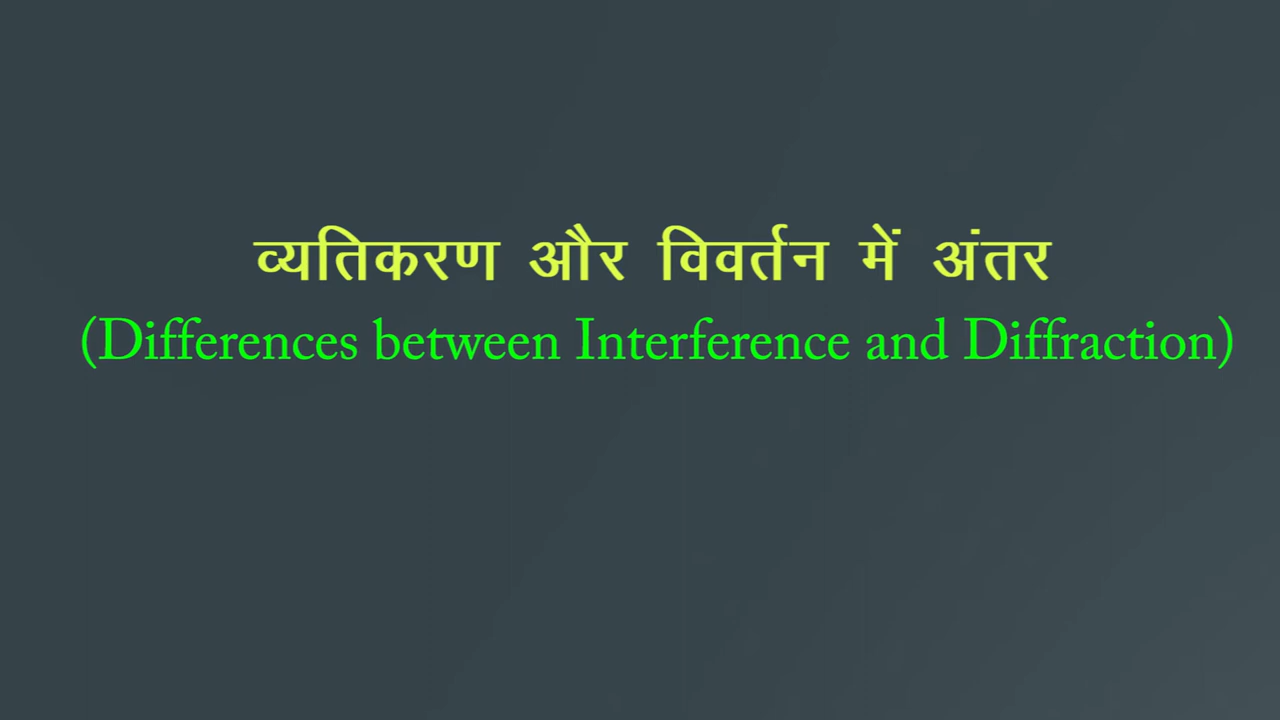 व्यतिकरण और विवर्तन में अंतर
(Differences between Interference and Diffraction)